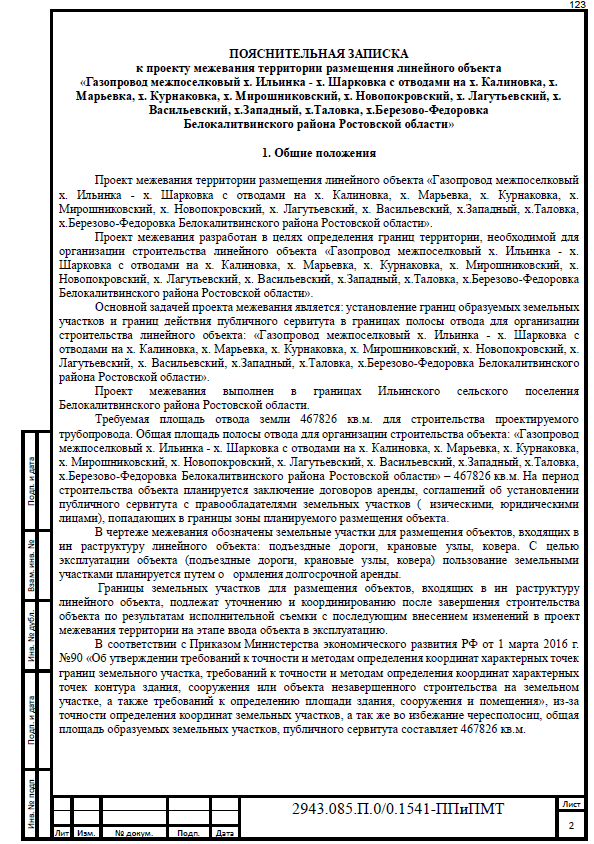 123
ПОЯСНИТЕЛЬНАЯ ЗАПИСКА
к проекту межевания территории размещения линейного объекта
«Газопровод межпоселковый х. Ильинка - х. Шарковка с отводами на х. Калиновка, х.
Марьевка, х. Курнаковка, х. Мирошниковский, х. Новопокровский, х. Лагутьевский, х.
Васильевский, х.Западный, х.Таловка, х.Березово-Федоровка
Белокалитвинского района Ростовской области»
1. Общие положения
Проект межевания территории размещения линейного объекта «Газопровод межпоселковый
х. Ильинка - х. Шарковка с отводами на х. Калиновка, х. Марьевка, х. Курнаковка, х.
Мирошниковский, х. Новопокровский, х. Лагутьевский, х. Васильевский, х.Западный, х.Таловка,
х.Березово-Федоровка Белокалитвинского района Ростовской области».
Проект межевания разработан в целях определения границ территории, необходимой для
организации строительства линейного объекта «Газопровод межпоселковый х. Ильинка - х.
Шарковка с отводами на х. Калиновка, х. Марьевка, х. Курнаковка, х. Мирошниковский, х.
Новопокровский, х. Лагутьевский, х. Васильевский, х.Западный, х.Таловка, х.Березово-Федоровка
Белокалитвинского района Ростовской области».
Основной задачей проекта межевания является: установление границ образуемых земельных
участков и границ действия публичного сервитута в границах полосы отвода для организации
строительства линейного объекта: «Газопровод межпоселковый х. Ильинка - х. Шарковка с
отводами на х. Калиновка, х. Марьевка, х. Курнаковка, х. Мирошниковский, х. Новопокровский, х.
Лагутьевский, х. Васильевский, х.Западный, х.Таловка, х.Березово-Федоровка Белокалитвинского
района Ростовской области».
Проект межевания выполнен в границах Ильинского сельского поселения
Белокалитвинского района Ростовской области.
Требуемая площадь отвода земли 467826 кв.м. для строительства проектируемого
трубопровода. Общая площадь полосы отвода для организации строительства объекта: «Газопровод
межпоселковый х. Ильинка - х. Шарковка с отводами на х. Калиновка, х. Марьевка, х. Курнаковка,
х. Мирошниковский, х. Новопокровский, х. Лагутьевский, х. Васильевский, х.Западный, х.Таловка,
х.Березово-Федоровка Белокалитвинского района Ростовской области» – 467826 кв.м. На период
строительства объекта планируется заключение договоров аренды, соглашений об установлении
публичного сервитута с правообладателями земельных участков ( изическими, юридическими
лицами), попадающих в границы зоны планируемого размещения объекта.
В чертеже межевания обозначены земельные участки для размещения объектов, входящих в
ин раструктуру линейного объекта: подъездные дороги, крановые узлы, ковера. С целью
эксплуатации объекта (подъездные дороги, крановые узлы, ковера) пользование земельными
участками планируется путем о ормления долгосрочной аренды.
Границы земельных участков для размещения объектов, входящих в ин раструктуру
линейного объекта, подлежат уточнению и координированию после завершения строительства
объекта по результатам исполнительной съемки с последующим внесением изменений в проект
межевания территории на этапе ввода объекта в эксплуатацию.
В соответствии с Приказом Министерства экономического развития РФ от 1 марта 2016 г.
№90 «Об утверждении требований к точности и методам определения координат характерных точек
границ земельного участка, требований к точности и методам определения координат характерных
точек контура здания, сооружения или объекта незавершенного строительства на земельном
участке, а также требований к определению площади здания, сооружения и помещения», из-за
точности определения координат земельных участков, а так же во избежание чересполосиц, общая
площадь образуемых земельных участков, публичного сервитута составляет 467826 кв.м.
Подп. и дата
Взам. инв. №
Инв. № дубл.
Подп. и дата
Инв. № подл
Лит Изм. № докум. Подп. Дата
2943.085.П.0/0.1541-ППиПМТ
Лист
2